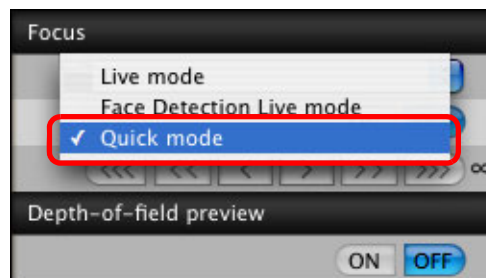 Focus
Live mode
Face Detection Live mode
✓ Quick mode
<<< << < > >> >>> ∞
Depth-of-field preview
ON OFF